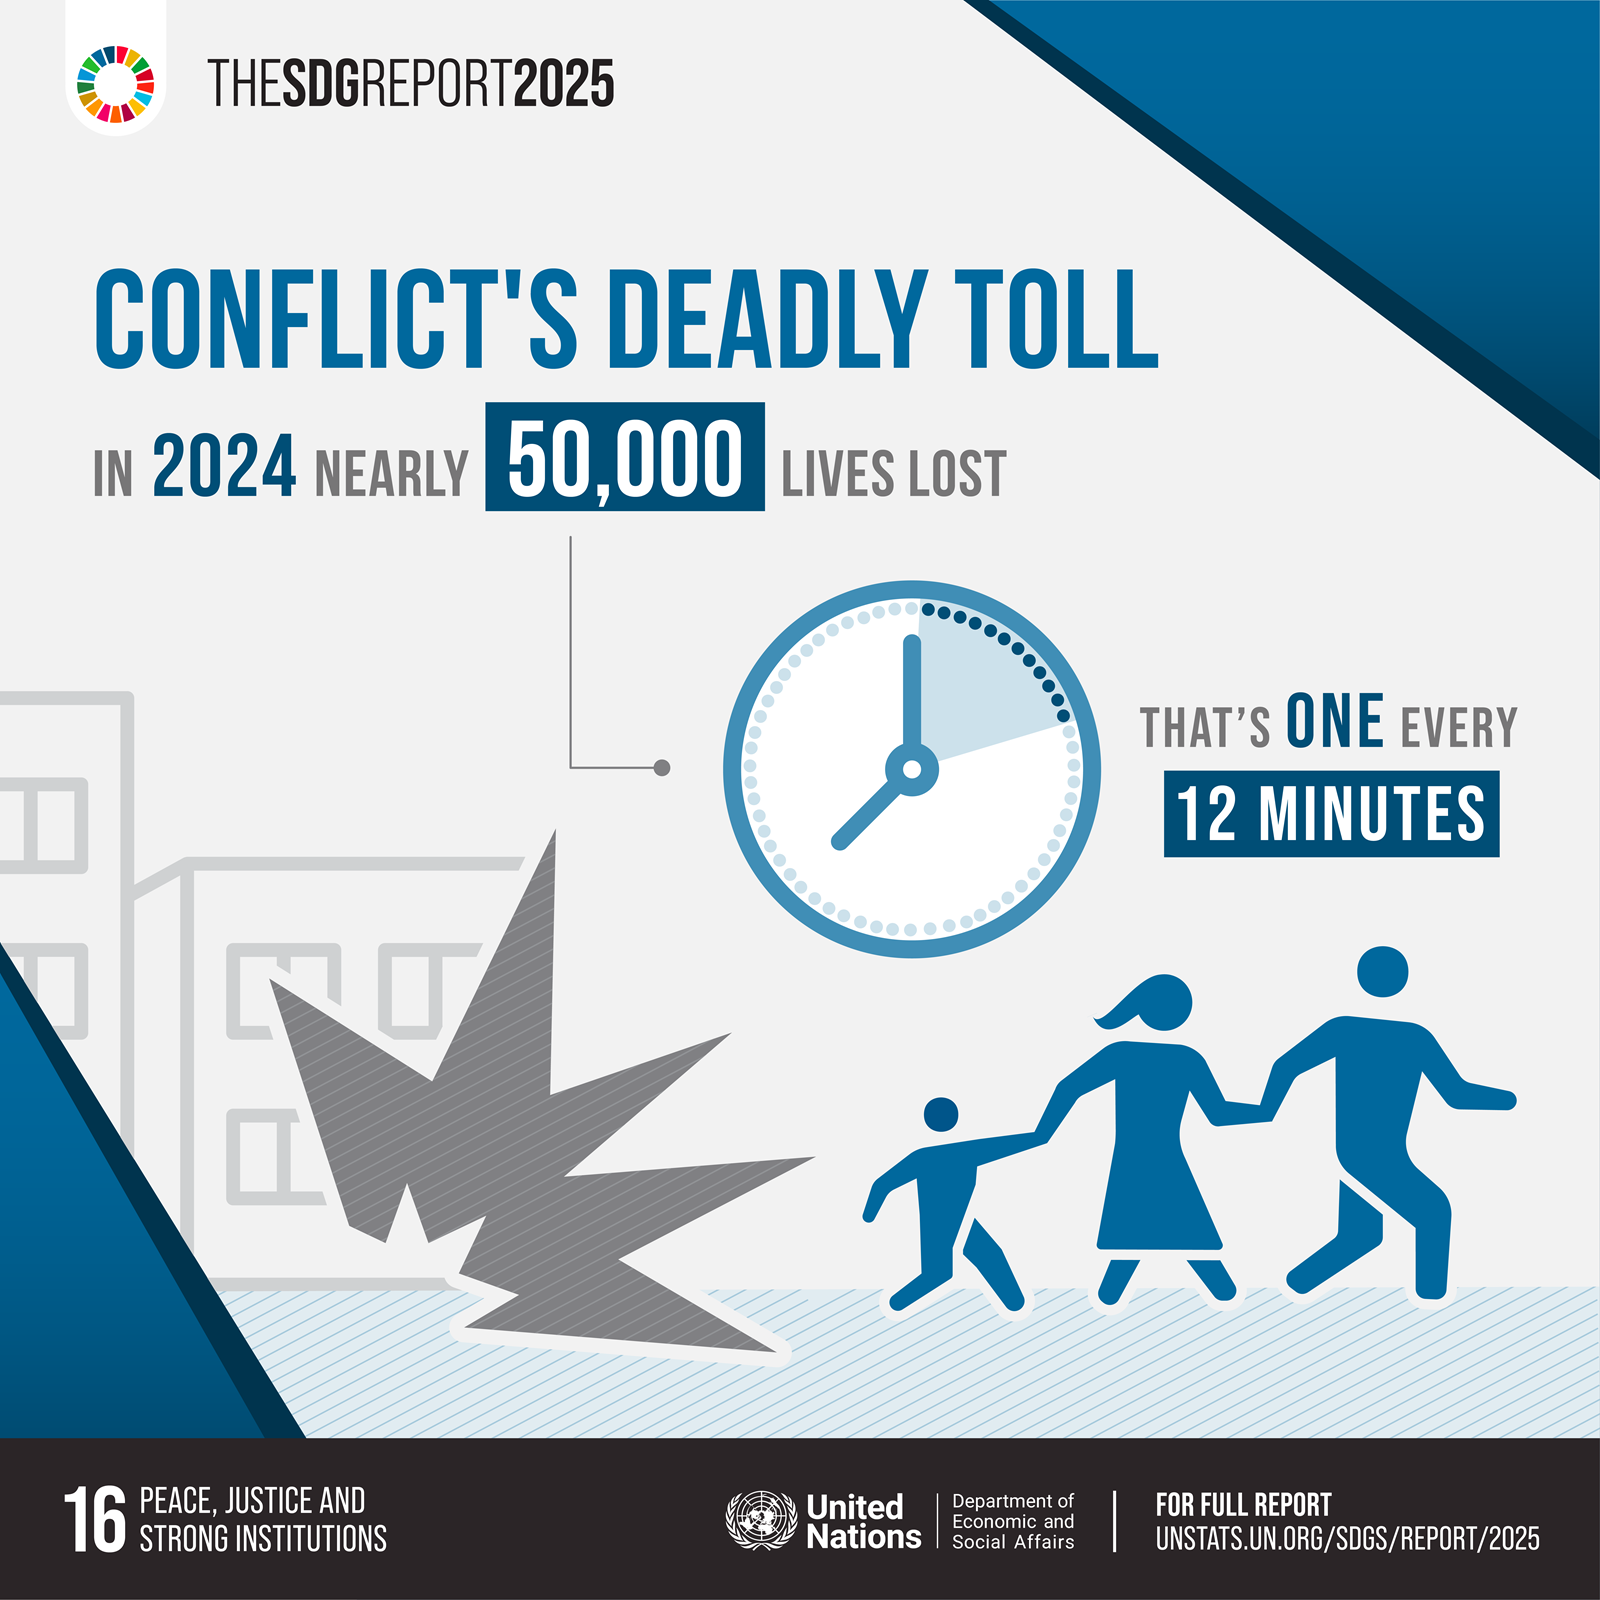 THESDGREPORT2025
CONFLICT'S DEADLY TOLL
IN 2024 NEARLY 50,000 LIVES LOST
THAT’S ONE EVERY
12 MINUTES
16 PEACE, JUSTICE AND
STRONG INSTITUTIONS
United
Nations
Department of
Economic and
Social Affairs
FOR FULL REPORT
UNSTATS.UN.ORG/SDGS/REPORT/2025